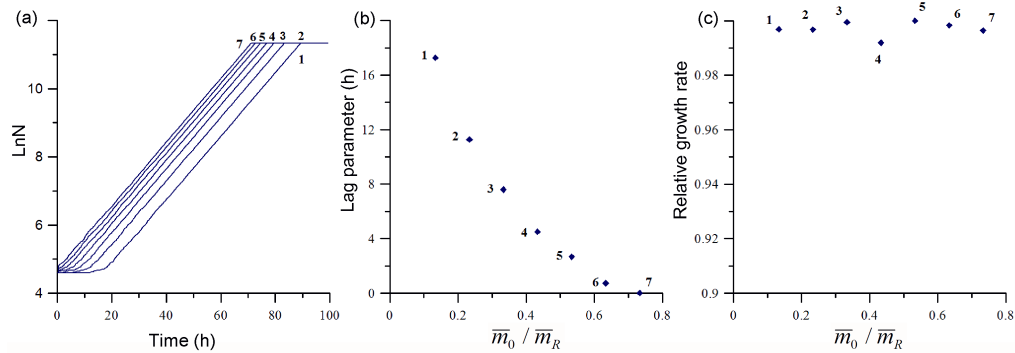 (a)
LnN
10
8
6
4
7 6 5 4 3 2
1
0 20 40 60 80 100
Time (h)
(b)
Lag parameter (h)
16
12
8
4
0
1
2
3
4
5
6
7
0 0.2 0.4 0.6 0.8
m̅₀ / m̅_R
(c)
Relative growth rate
0.98
0.96
0.94
0.92
0.9
1 2 3 4 5 6 7
0 0.2 0.4 0.6 0.8
m̅₀ / m̅_R